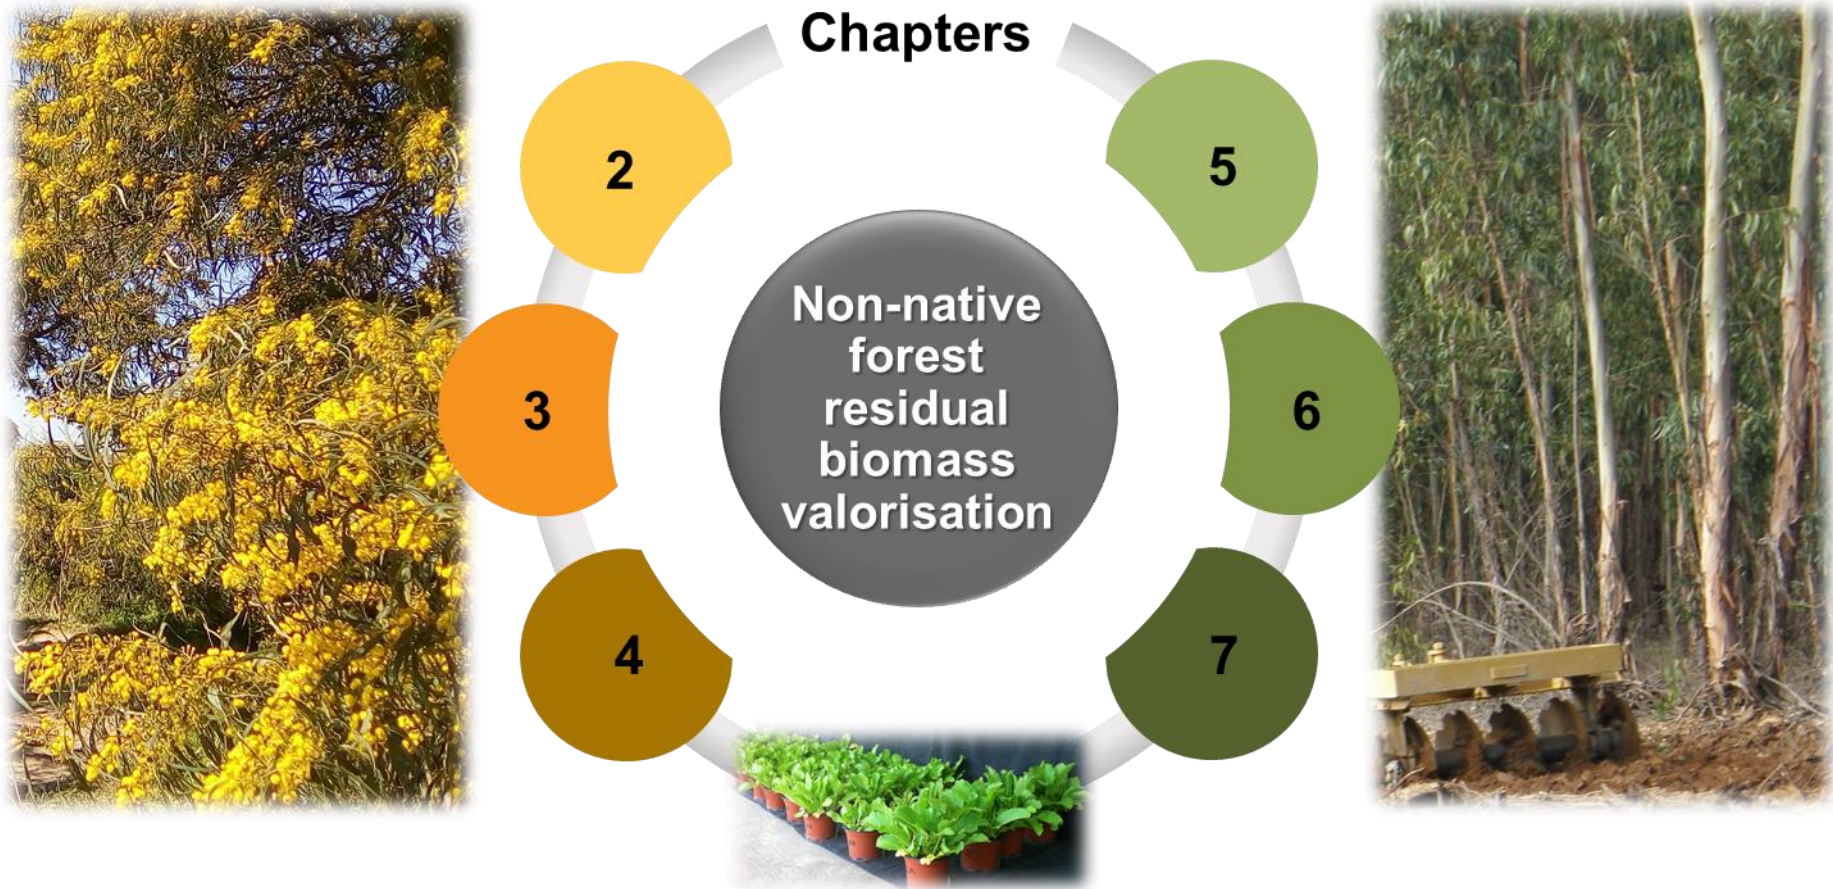 Chapters
2
5
Non-native
forest
residual
biomass
valorisation
3
6
4
7